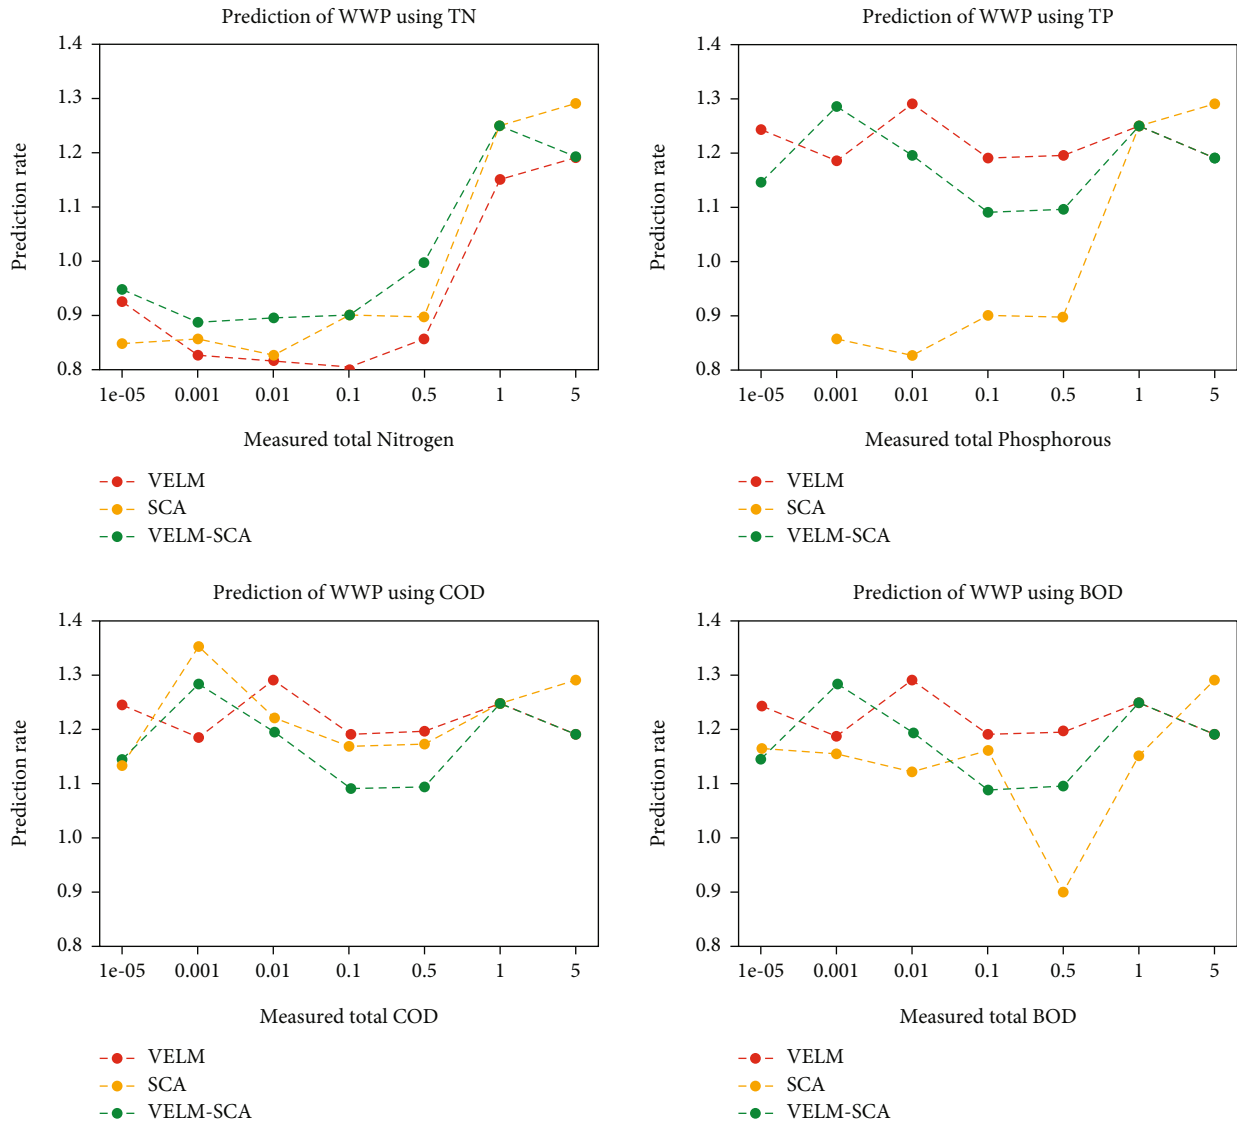 Prediction of WWP using TN
1.4
1.3
1.2
1.1
1.0
0.9
0.8
Prediction rate
1e-05 0.001 0.01 0.1 0.5 1 5
Measured total Nitrogen
VELM
SCA
VELM-SCA
Prediction of WWP using TP
1.4
1.3
1.2
1.1
1.0
0.9
0.8
Prediction rate
1e-05 0.001 0.01 0.1 0.5 1 5
Measured total Phosphorous
VELM
SCA
VELM-SCA
Prediction of WWP using COD
1.4
1.3
1.2
1.1
1.0
0.9
0.8
Prediction rate
1e-05 0.001 0.01 0.1 0.5 1 5
Measured total COD
VELM
SCA
VELM-SCA
Prediction of WWP using BOD
1.4
1.3
1.2
1.1
1.0
0.9
0.8
Prediction rate
1e-05 0.001 0.01 0.1 0.5 1 5
Measured total BOD
VELM
SCA
VELM-SCA